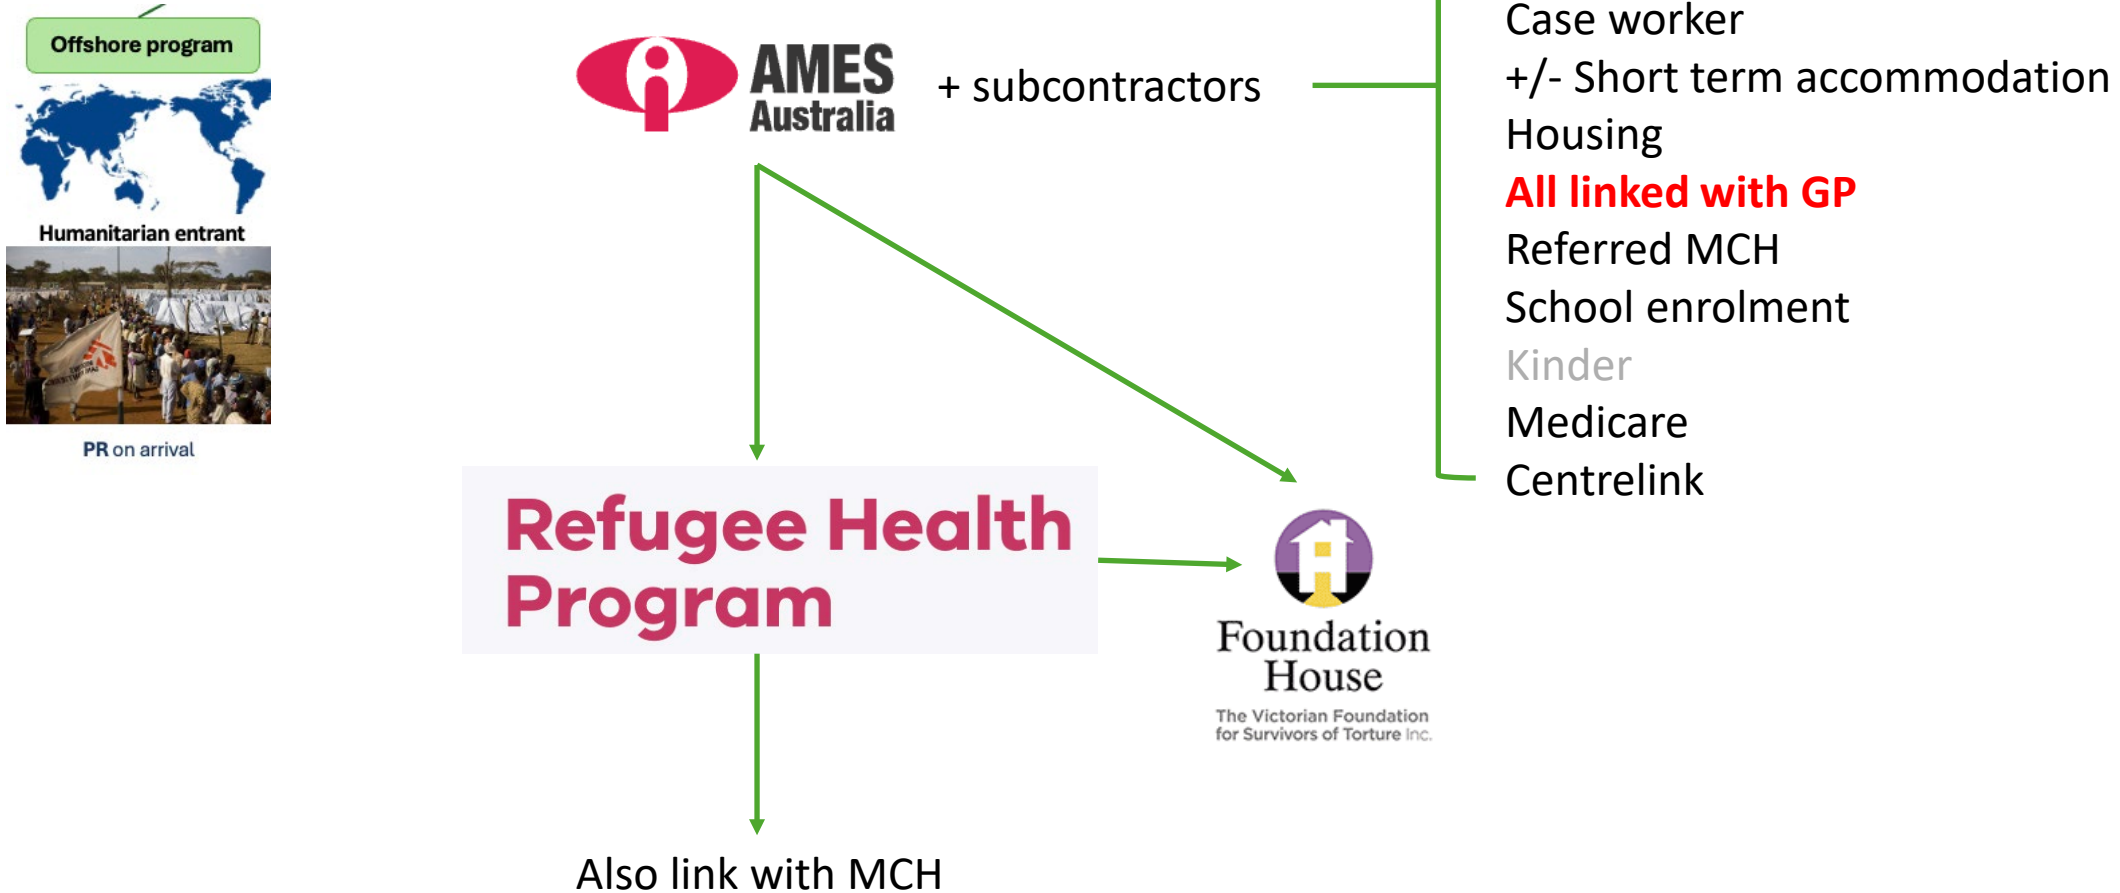 Offshore program
Humanitarian entrant
PR on arrival
AMES
Australia
+ subcontractors
Case worker
+/- Short term accommodation
Housing
All linked with GP
Referred MCH
School enrolment
Kinder
Medicare
Centrelink
Refugee Health
Program
Foundation
House
The Victorian Foundation
for Survivors of Torture Inc.
Also link with MCH